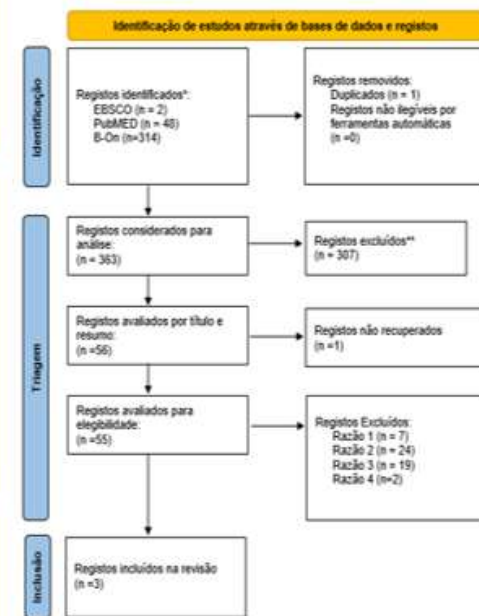 Identificação de estudos através de bases de dados e registos
Identificação
Registos identificados*:
EBSCO (n = 2)
PubMED (n = 48)
B-On (n=314)
Registos removidos:
Duplicados (n = 1)
Registos não ilegíveis por
ferramentas automáticas
(n =0)
Triagem
Registos considerados para
análise:
(n = 363)
Registos excluídos**
(n = 307)
Registos avaliados por título e
resumo:
(n =56)
Registos não recuperados
(n =1)
Registos avaliados para
elegibilidade:
(n =55)
Registos Excluídos:
Razão 1 (n = 7)
Razão 2 (n = 24)
Razão 3 (n = 19)
Razão 4 (n=2)
Inclusão
Registos incluídos na revisão
(n =3)